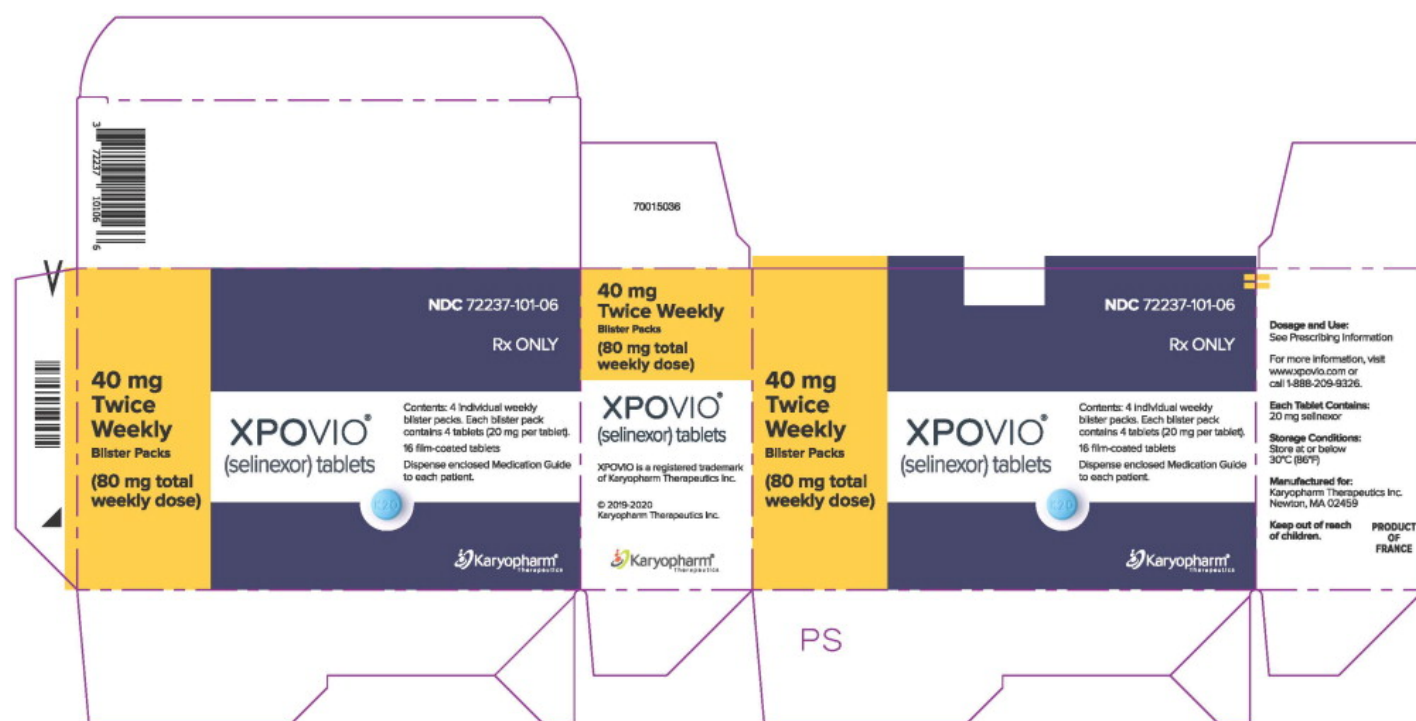 3 72237 10106 6
70015036
40 mg
Twice
Weekly
Blister Packs
(80 mg total
weekly dose)
NDC 72237-101-06
Rx ONLY
XPOVIO®
(selinexor) tablets
Contents: 4 individual weekly
blister packs. Each blister pack
contains 4 tablets (20 mg per tablet).
16 film-coated tablets
Dispense enclosed Medication Guide
to each patient.
K20
Karyopharm®
Therapeutics
40 mg
Twice Weekly
Blister Packs
(80 mg total
weekly dose)
XPOVIO®
(selinexor) tablets
XPOVIO is a registered trademark
of Karyopharm Therapeutics Inc.
© 2019-2020
Karyopharm Therapeutics Inc.
Karyopharm®
Therapeutics
40 mg
Twice
Weekly
Blister Packs
(80 mg total
weekly dose)
NDC 72237-101-06
Rx ONLY
XPOVIO®
(selinexor) tablets
Contents: 4 individual weekly
blister packs. Each blister pack
contains 4 tablets (20 mg per tablet).
16 film-coated tablets
Dispense enclosed Medication Guide
to each patient.
K20
Karyopharm®
Therapeutics
Dosage and Use:
See Prescribing Information
For more information, visit
www.xpovio.com or
call 1-888-209-9326.
Each Tablet Contains:
20 mg selinexor
Storage Conditions:
Store at or below
30°C (86°F)
Manufactured for:
Karyopharm Therapeutics Inc.
Newton, MA 02459
Keep out of reach
of children.
PRODUCT
OF
FRANCE
PS